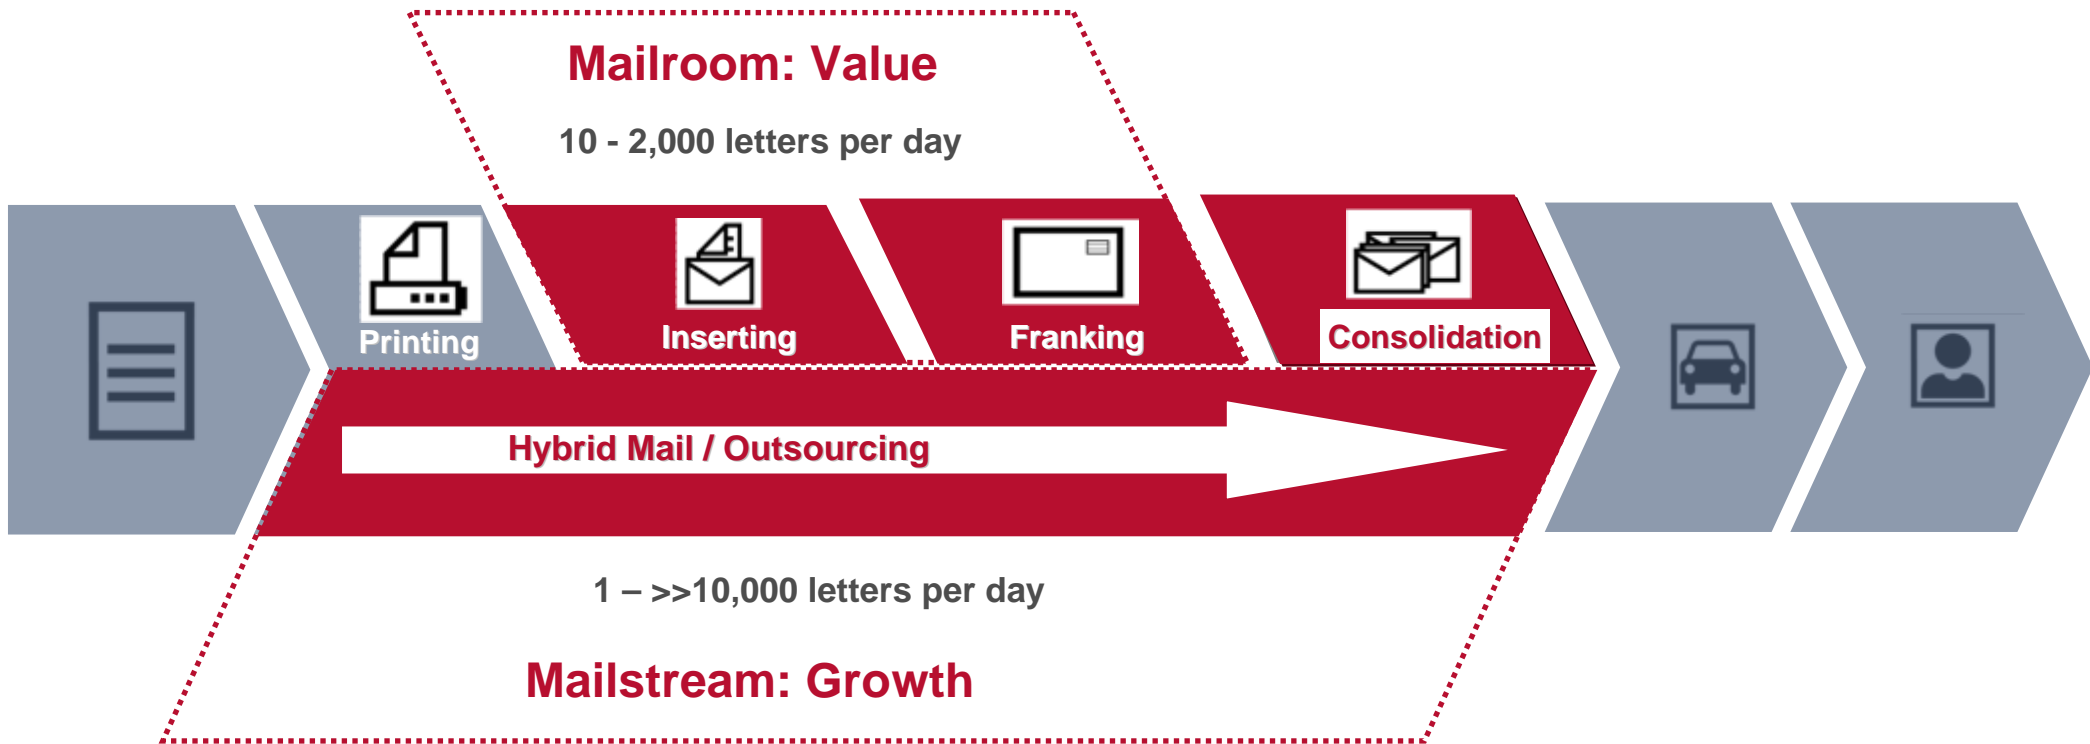 Mailroom: Value
10 - 2,000 letters per day
Printing
Inserting
Franking
Consolidation
Hybrid Mail / Outsourcing
1 – >>10,000 letters per day
Mailstream: Growth